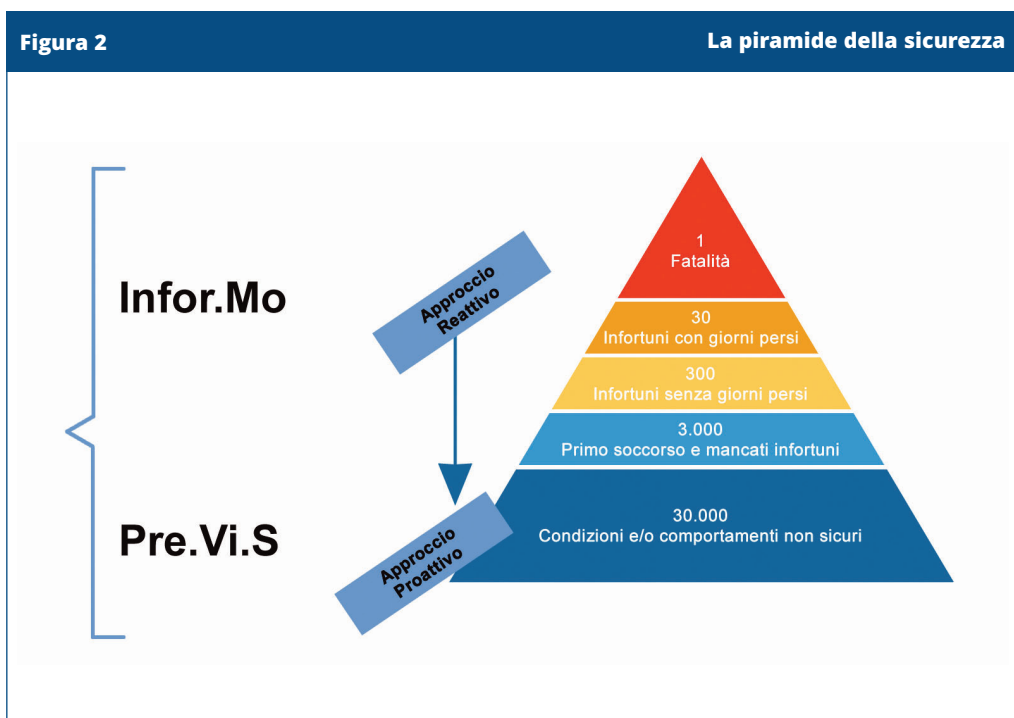 Figura 2
La piramide della sicurezza
Infor.Mo
Pre.Vi.S
Approccio
Reattivo
Approccio
Proattivo
1
Fatalità
30
Infortuni con giorni persi
300
Infortuni senza giorni persi
3.000
Primo soccorso e mancati infortuni
30.000
Condizioni e/o comportamenti non sicuri